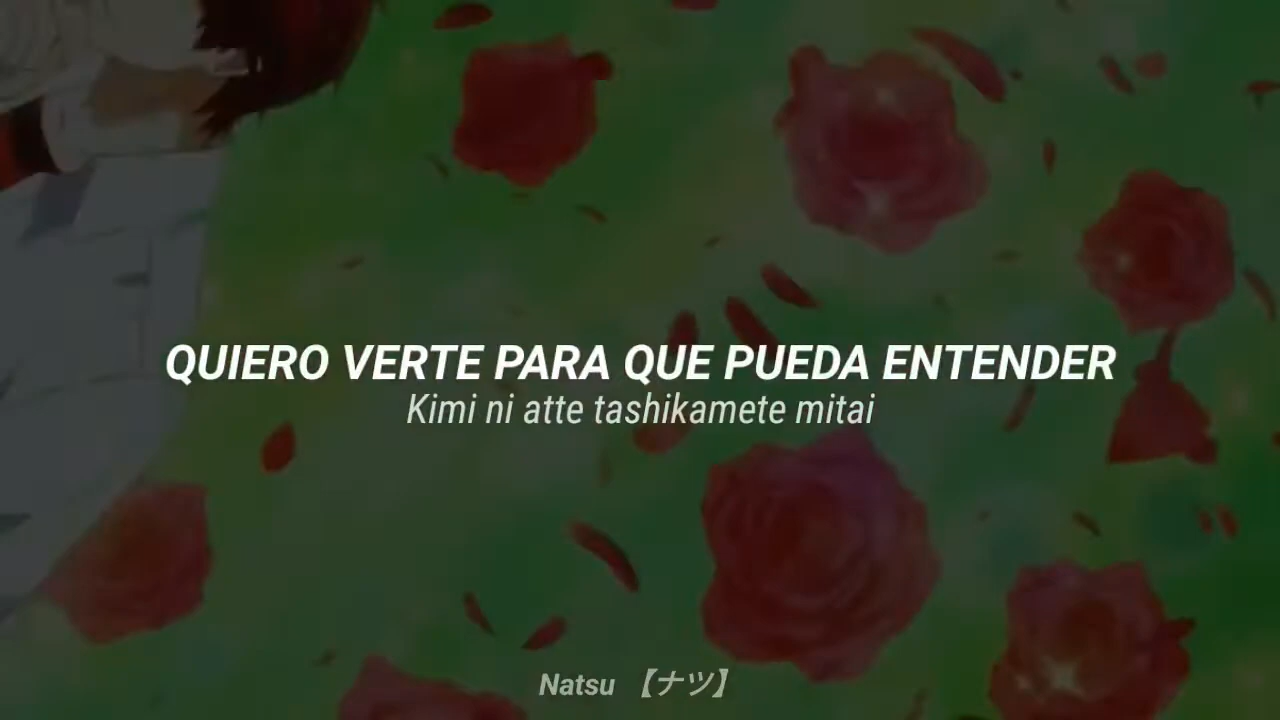 QUIERO VERTE PARA QUE PUEDA ENTENDER
Kimi ni atte tashikamete mitai
Natsu 【ナツ】